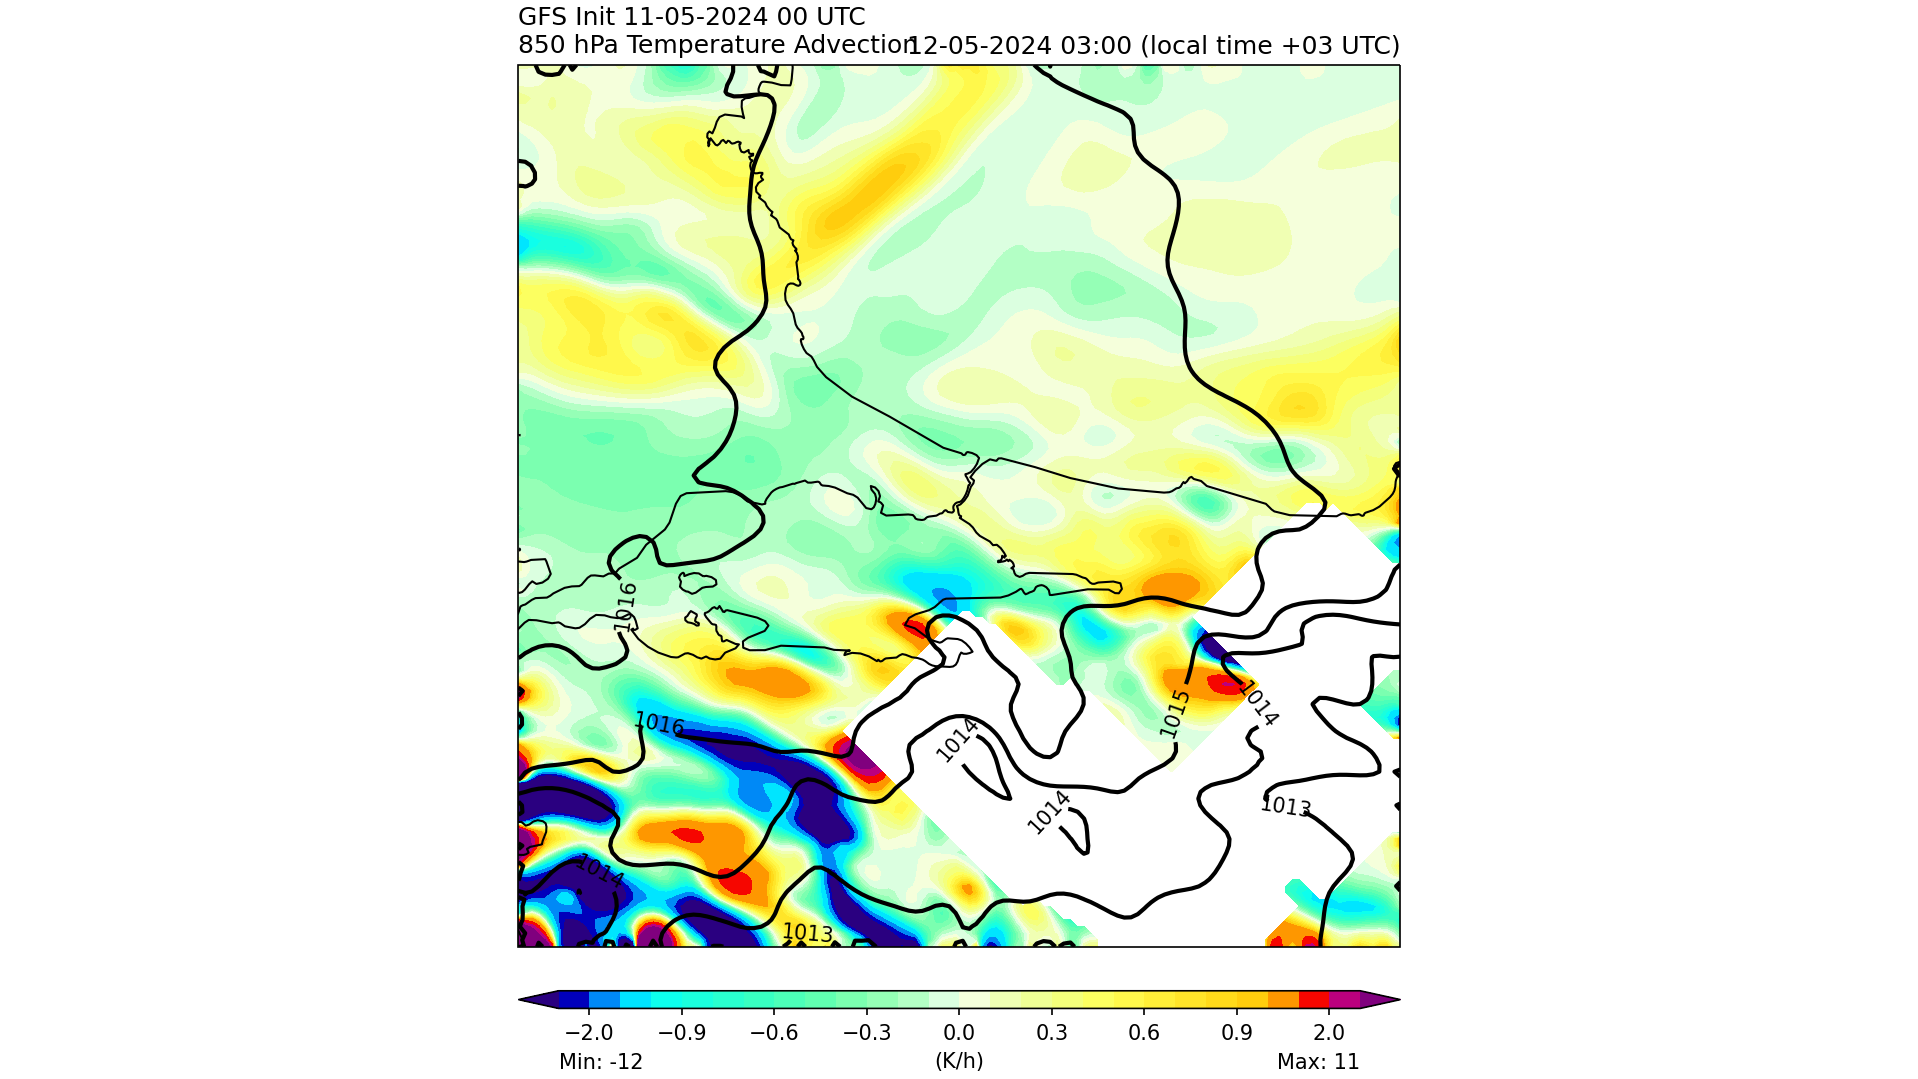 GFS Init 11-05-2024 00 UTC
850 hPa Temperature Advection
12-05-2024 03:00 (local time +03 UTC)
1016
1016
1015
1014
1014
1014
1013
1014
1013
−2.0 −0.9 −0.6 −0.3 0.0 0.3 0.6 0.9 2.0
Min: -12 (K/h) Max: 11